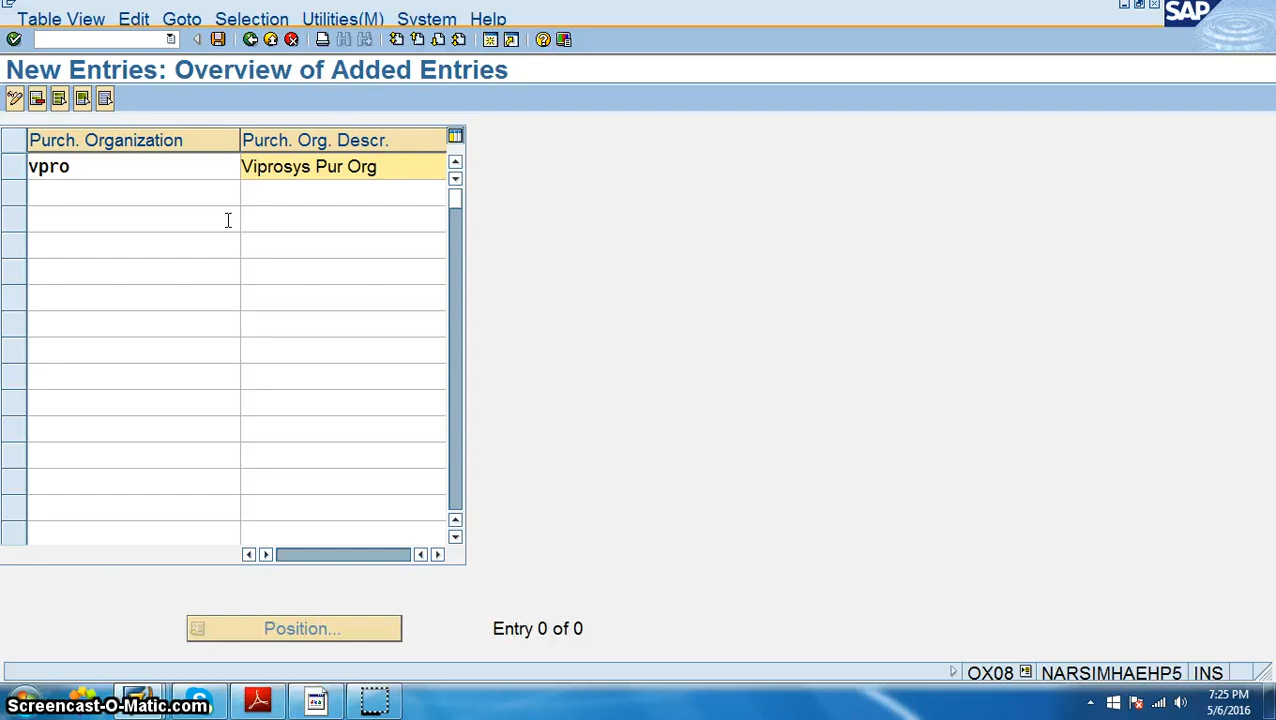 Table View Edit Goto Selection Utilities(M) System Help
SAP
New Entries: Overview of Added Entries
Purch. Organization Purch. Org. Descr.
vpro Viprosys Pur Org
Position... Entry 0 of 0
OX08 NARSIMHAEHP5 INS
Screencast-O-Matic.com
7:25 PM
5/6/2016